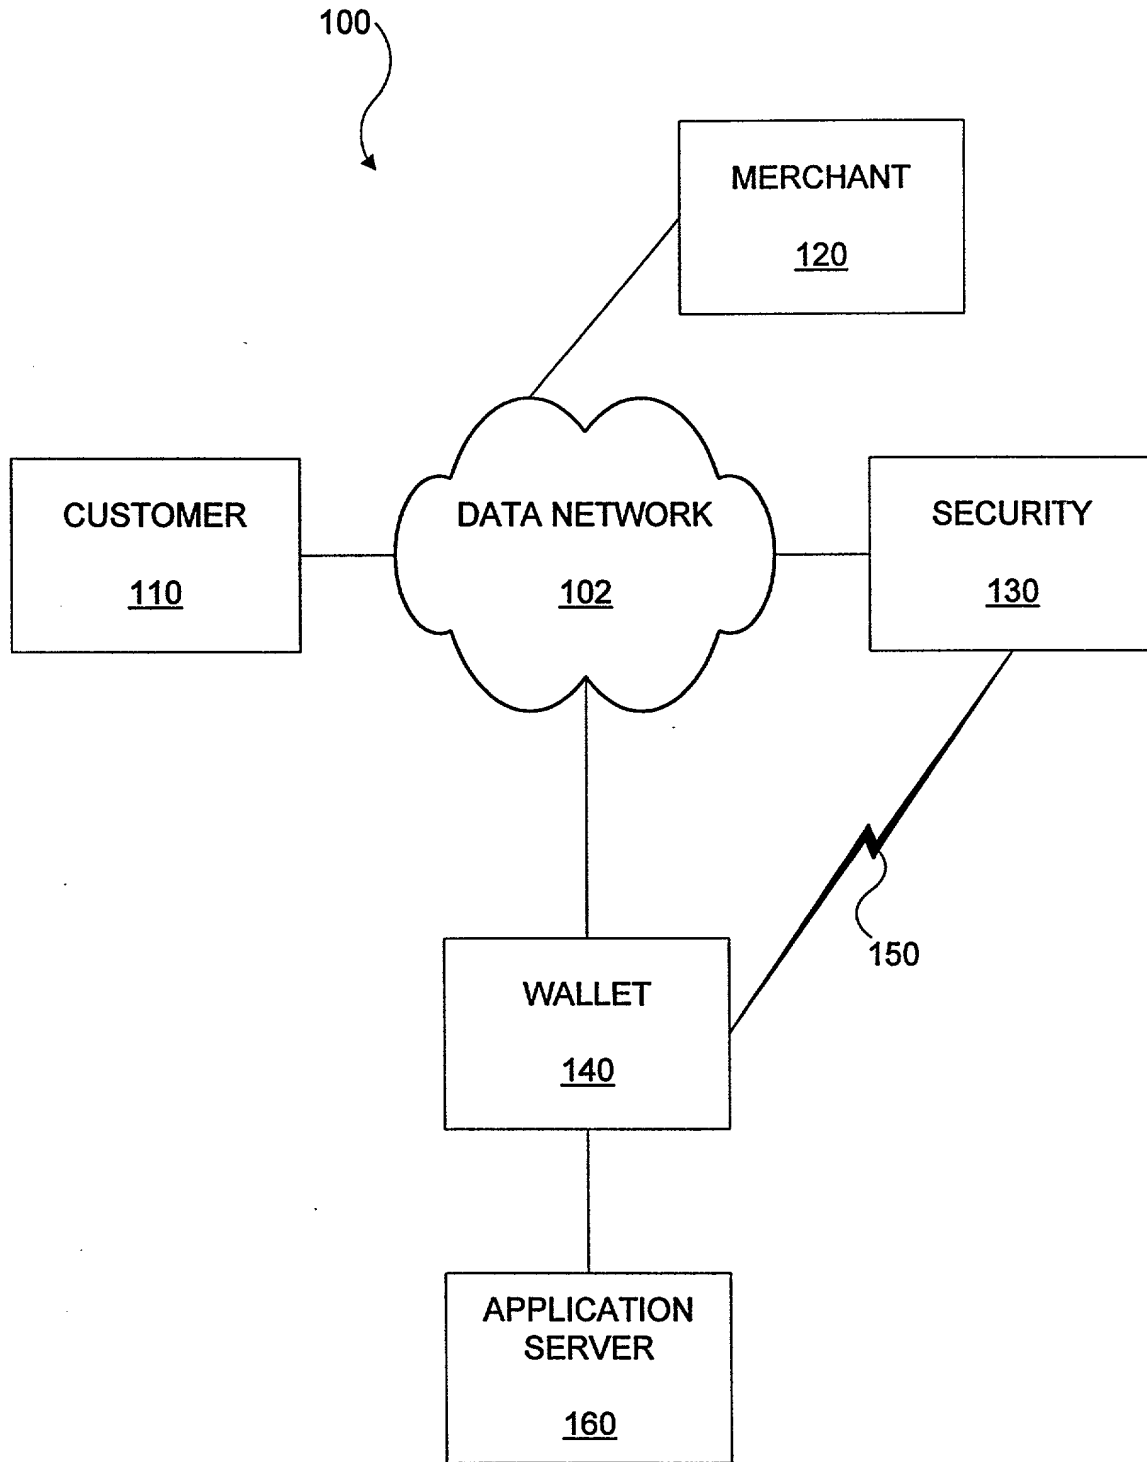 100
MERCHANT
120
CUSTOMER
110
DATA NETWORK
102
SECURITY
130
150
WALLET
140
APPLICATION
SERVER
160